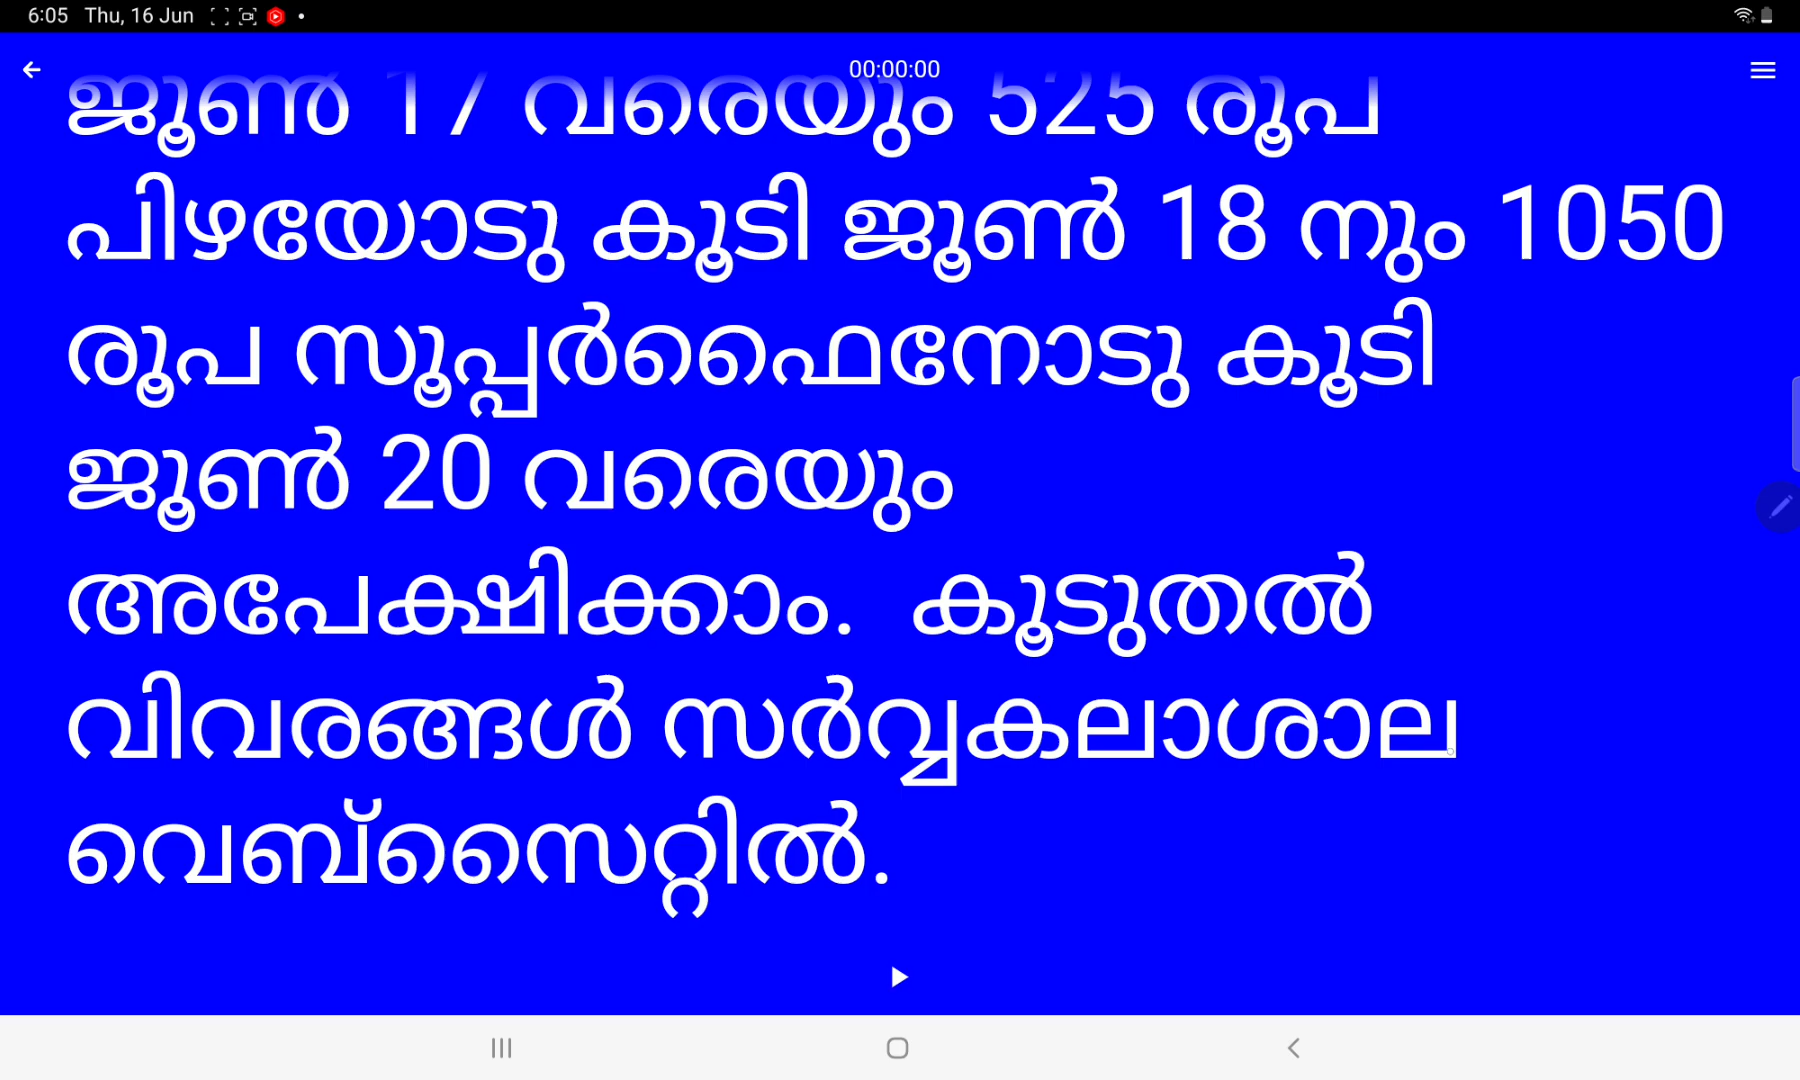 6:05 Thu, 16 Jun
00:00:00
ജൂൺ 17 വരെയും 525 രൂപ
പിഴയോടു കൂടി ജൂൺ 18 നും 1050
രൂപ സൂപ്പർഫൈനോടു കൂടി
ജൂൺ 20 വരെയും
അപേക്ഷിക്കാം. കൂടുതൽ
വിവരങ്ങൾ സർവ്വകലാശാല
വെബ്സൈറ്റിൽ.